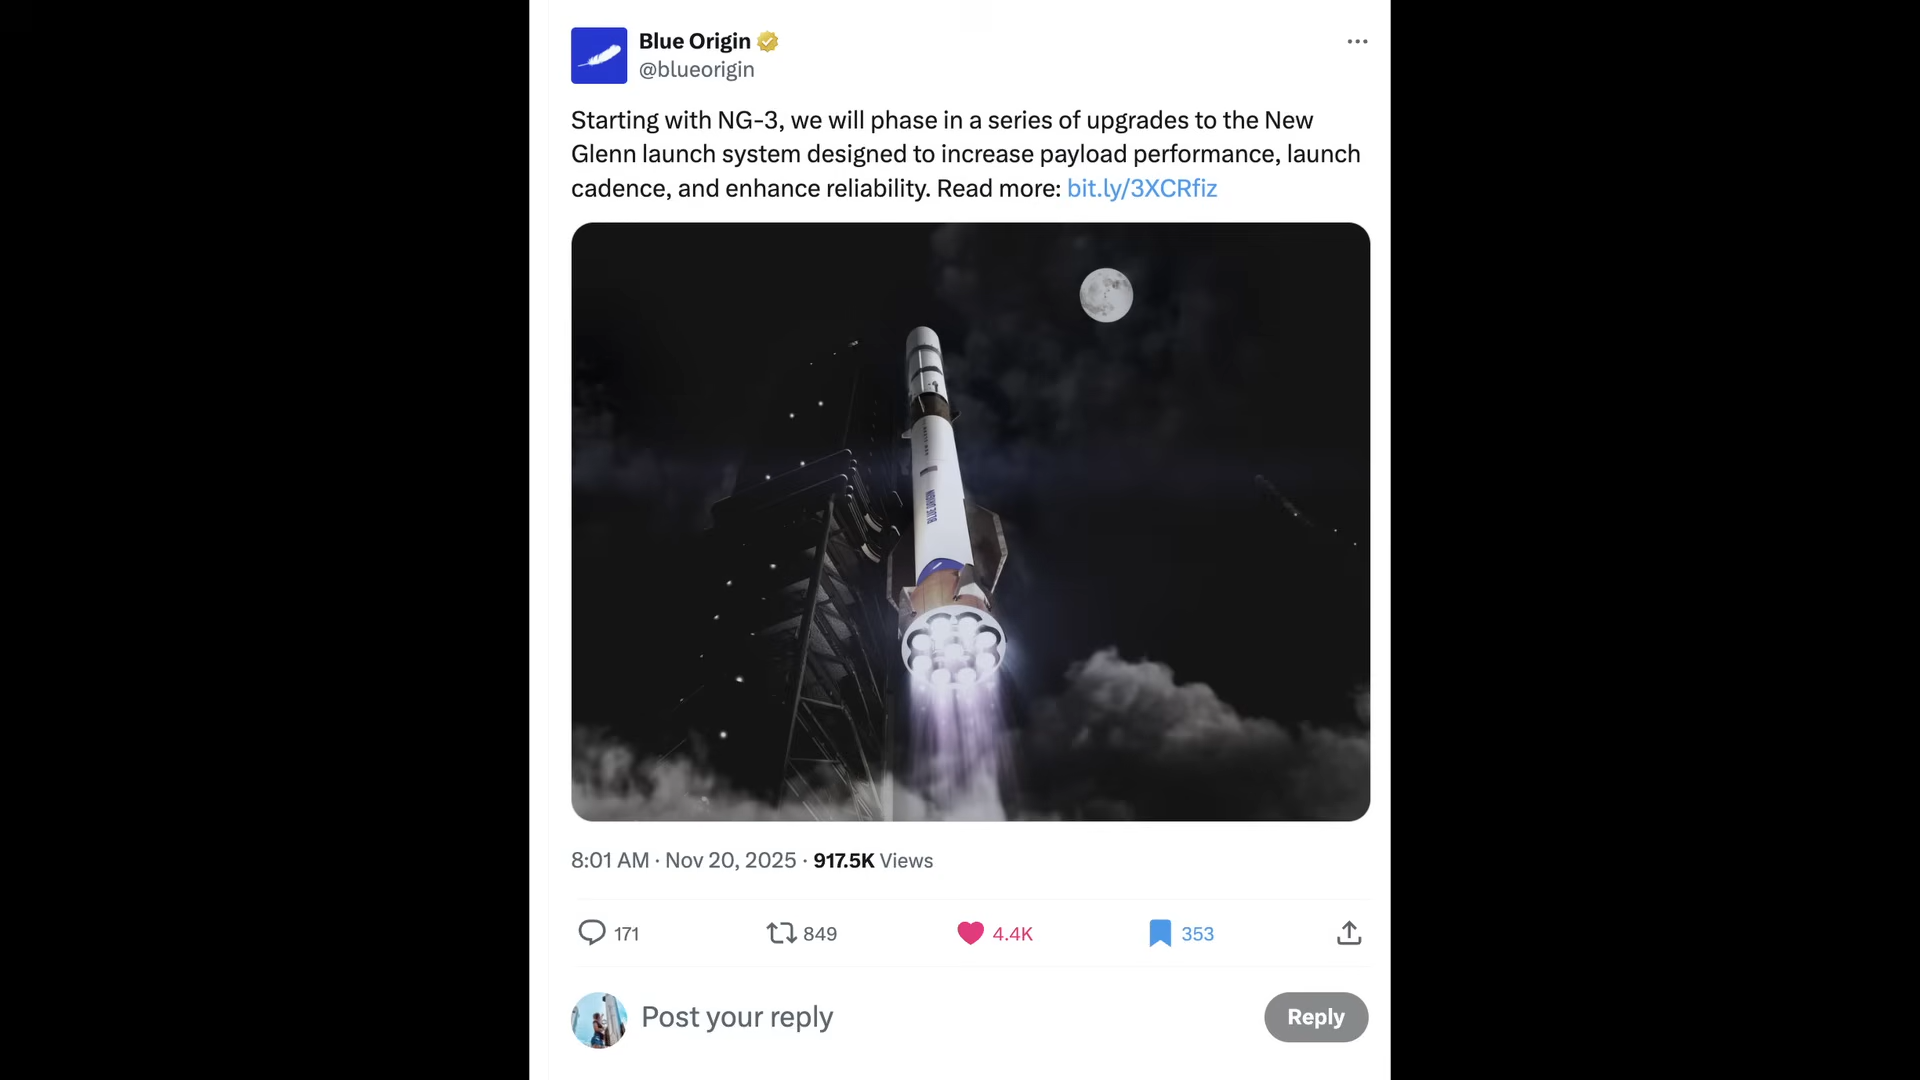 Blue Origin
@blueorigin
Starting with NG-3, we will phase in a series of upgrades to the New
Glenn launch system designed to increase payload performance, launch
cadence, and enhance reliability. Read more: bit.ly/3XCRfiz
BLUE ORIGIN
8:01 AM · Nov 20, 2025 · 917.5K Views
171
849
4.4K
353
Post your reply
Reply